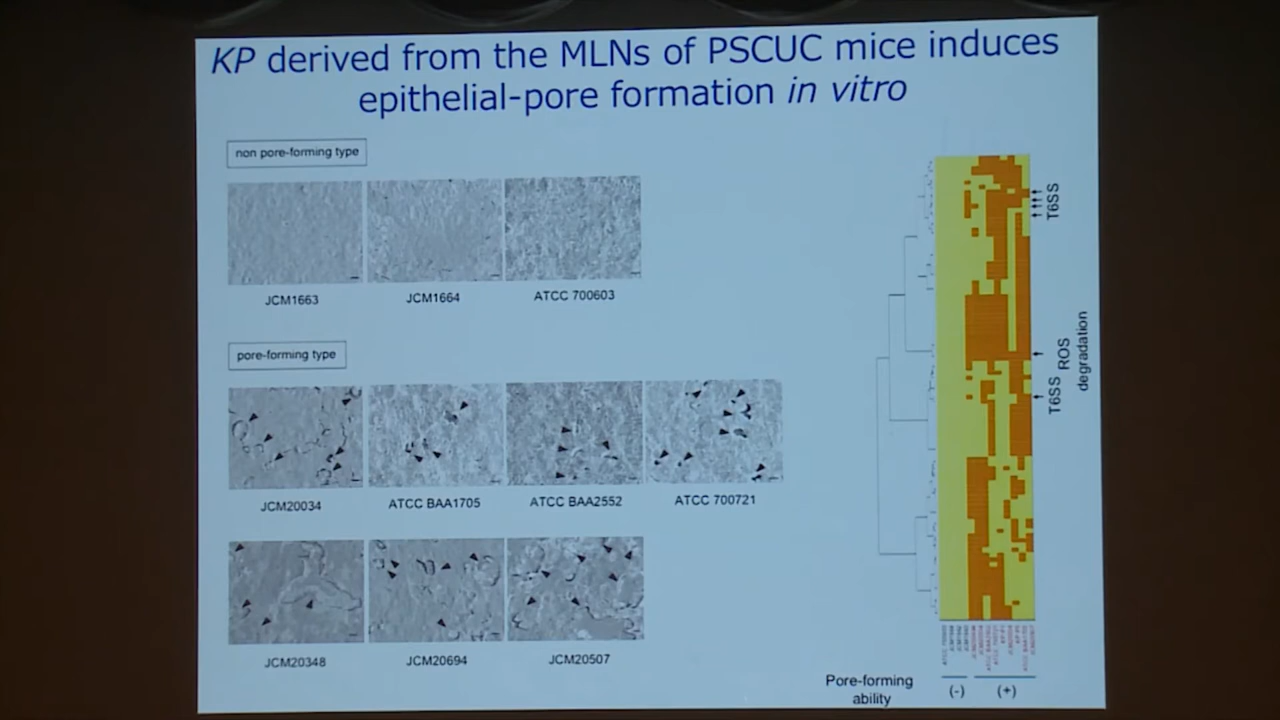 KP derived from the MLNs of PSCUC mice induces
epithelial-pore formation in vitro
non pore-forming type
JCM1663
JCM1664
ATCC 700603
pore-forming type
JCM20034
ATCC BAA1705
ATCC BAA2552
ATCC 700721
JCM20348
JCM20694
JCM20507
T6SS
ROS
degradation
T6SS
Pore-forming
ability
(-)
(+)